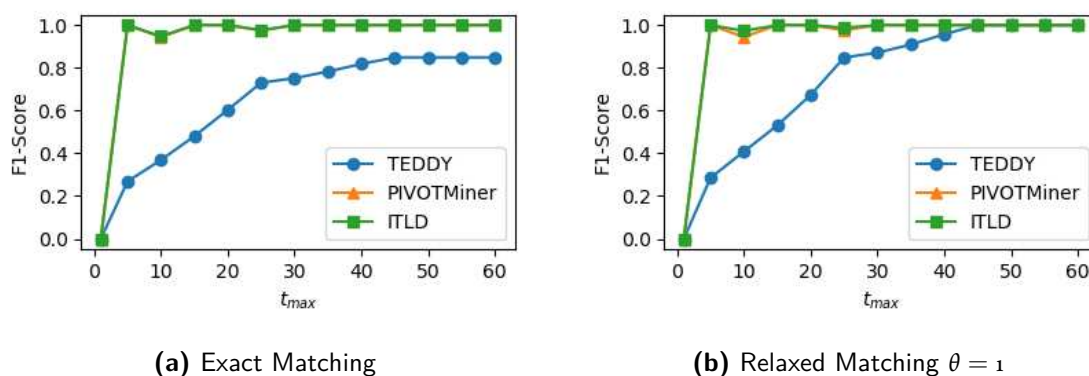 1.0
0.8
0.6
0.4
0.2
0.0
F1-Score
TEDDY
PIVOTMiner
ITLD
0 10 20 30 40 50 60
t_max
(a) Exact Matching
1.0
0.8
0.6
0.4
0.2
0.0
F1-Score
TEDDY
PIVOTMiner
ITLD
0 10 20 30 40 50 60
t_max
(b) Relaxed Matching θ = 1